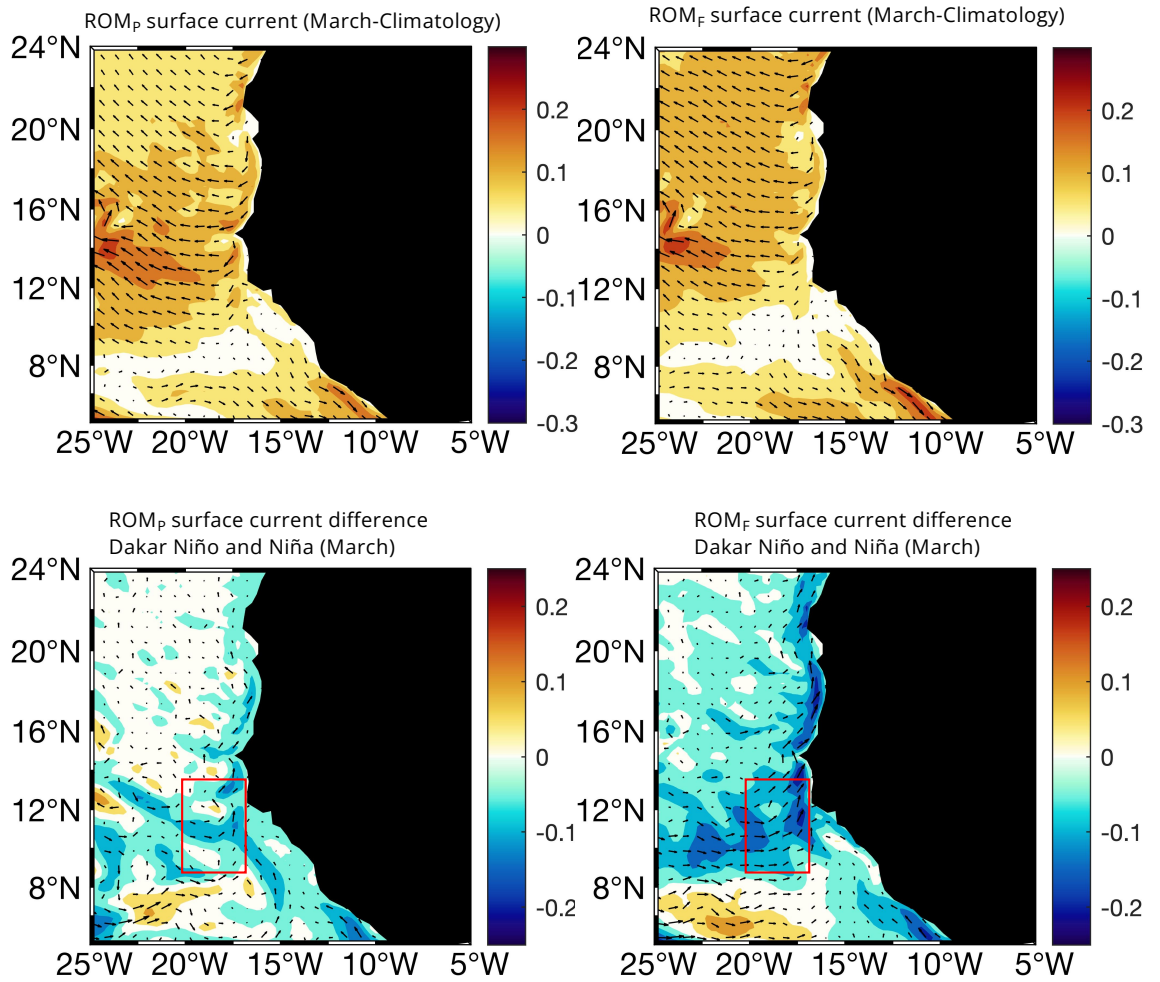 ROMP surface current (March-Climatology)
ROMF surface current (March-Climatology)
24°N
20°N
16°N
12°N
8°N
25°W 20°W 15°W 10°W 5°W
0.2
0.1
0
-0.1
-0.2
-0.3
24°N
20°N
16°N
12°N
8°N
25°W 20°W 15°W 10°W 5°W
0.2
0.1
0
-0.1
-0.2
-0.3
ROMP surface current difference
Dakar Niño and Niña (March)
ROMF surface current difference
Dakar Niño and Niña (March)
24°N
20°N
16°N
12°N
8°N
25°W 20°W 15°W 10°W 5°W
0.2
0.1
0
-0.1
-0.2
24°N
20°N
16°N
12°N
8°N
25°W 20°W 15°W 10°W 5°W
0.2
0.1
0
-0.1
-0.2